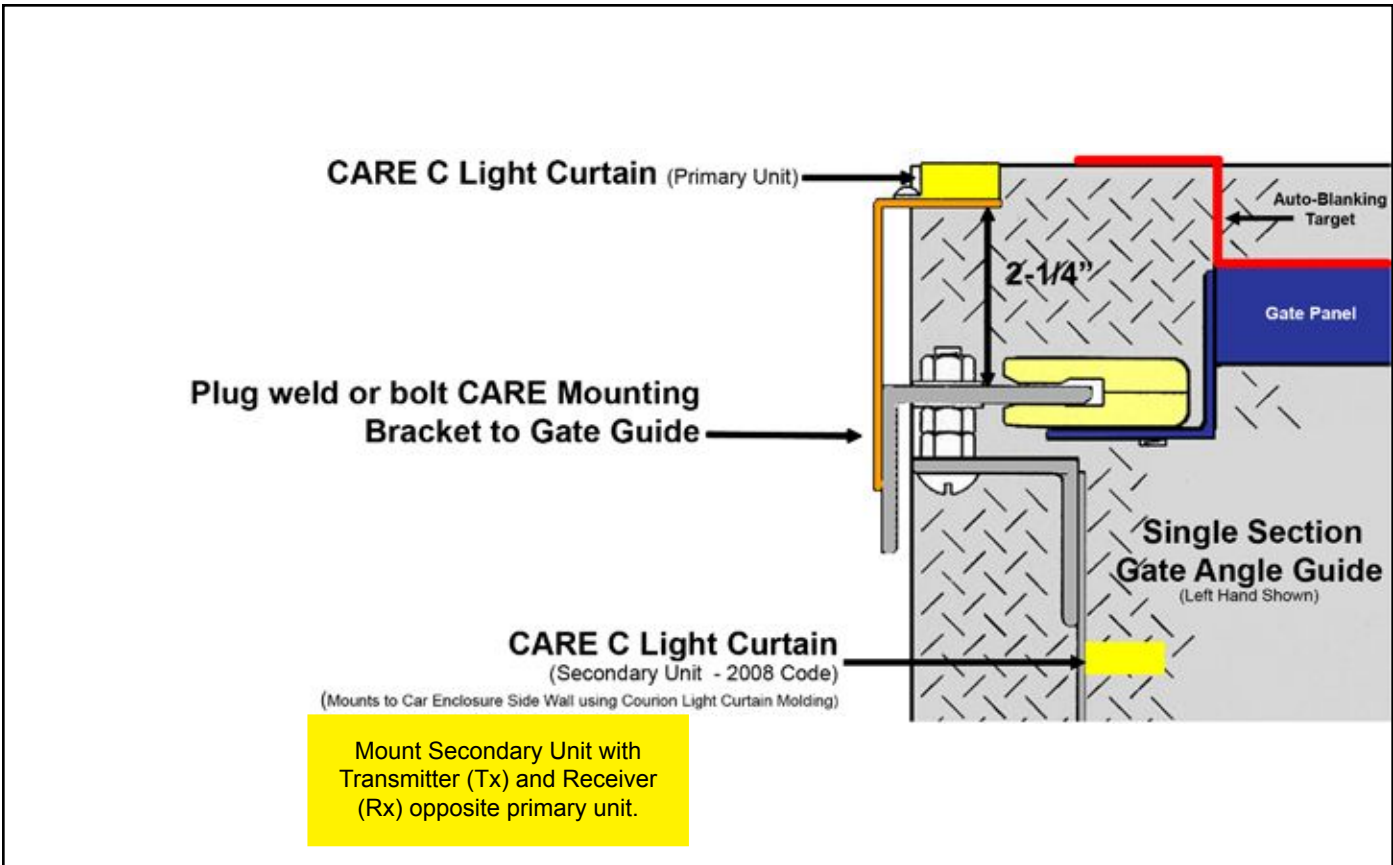 CARE C Light Curtain (Primary Unit)
Auto-Blanking
Target
2-1/4”
Gate Panel
Plug weld or bolt CARE Mounting
Bracket to Gate Guide
Single Section
Gate Angle Guide
(Left Hand Shown)
CARE C Light Curtain
(Secondary Unit - 2008 Code)
(Mounts to Car Enclosure Side Wall using Courion Light Curtain Molding)
Mount Secondary Unit with
Transmitter (Tx) and Receiver
(Rx) opposite primary unit.